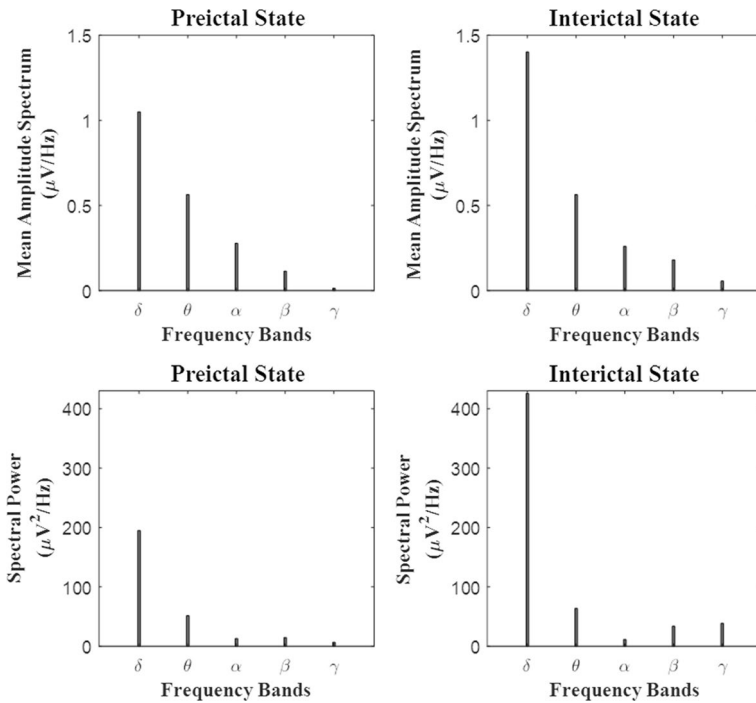 Preictal State
Mean Amplitude Spectrum
(μV/Hz)
1.5
1
0.5
0
δ θ α β γ
Frequency Bands
Interictal State
Mean Amplitude Spectrum
(μV/Hz)
1.5
1
0.5
0
δ θ α β γ
Frequency Bands
Preictal State
Spectral Power
(μV²/Hz)
400
300
200
100
0
δ θ α β γ
Frequency Bands
Interictal State
Spectral Power
(μV²/Hz)
400
300
200
100
0
δ θ α β γ
Frequency Bands